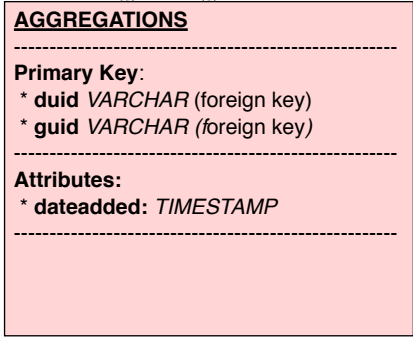 AGGREGATIONS
------------------------------------------------------
Primary Key:
* duid VARCHAR (foreign key)
* guid VARCHAR (foreign key)
------------------------------------------------------
Attributes:
* dateadded: TIMESTAMP
------------------------------------------------------